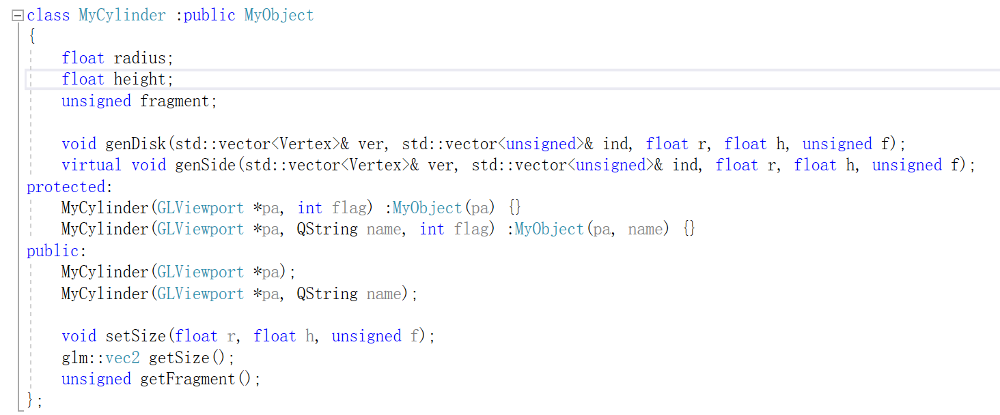 class MyCylinder :public MyObject
{
    float radius;
    float height;
    unsigned fragment;

    void genDisk(std::vector<Vertex>& ver, std::vector<unsigned>& ind, float r, float h, unsigned f);
    virtual void genSide(std::vector<Vertex>& ver, std::vector<unsigned>& ind, float r, float h, unsigned f);
protected:
    MyCylinder(GLViewport *pa, int flag) :MyObject(pa) {}
    MyCylinder(GLViewport *pa, QString name, int flag) :MyObject(pa, name) {}
public:
    MyCylinder(GLViewport *pa);
    MyCylinder(GLViewport *pa, QString name);

    void setSize(float r, float h, unsigned f);
    glm::vec2 getSize();
    unsigned getFragment();
};